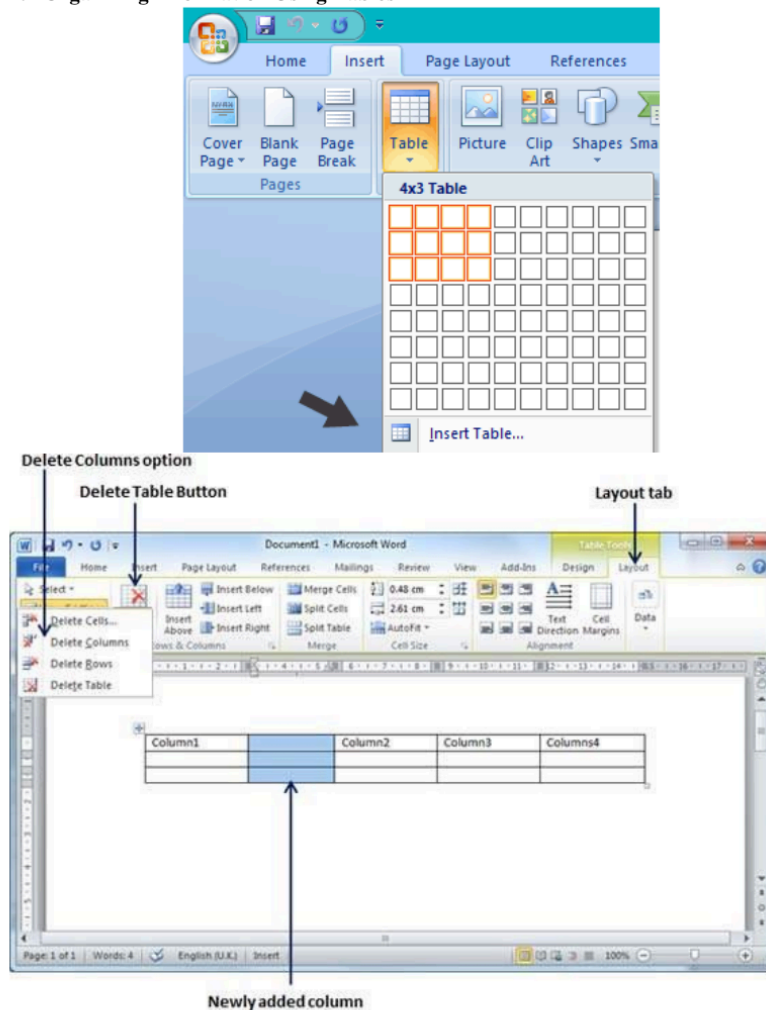 Home Insert Page Layout References
Cover Page Blank Page Page Break Table Picture Clip Art Shapes Sma
Pages
4x3 Table
Insert Table...
Delete Columns option
Delete Table Button
Layout tab
Document1 - Microsoft Word
Table Tools
File Home Insert Page Layout References Mailings Review View Add-Ins Design Layout
Select
Delete Cells...
Delete Columns
Delete Rows
Delete Table
Insert Above
Insert Below
Insert Left
Insert Right
Rows & Columns
Merge Cells
Split Cells
Split Table
Merge
0.48 cm
2.61 cm
AutoFit
Cell Size
Text Direction
Cell Margins
Alignment
Data
Column1 Column2 Column3 Columns4
Page: 1 of 1 Words: 4 English (U.K.) Insert 100%
Newly added column